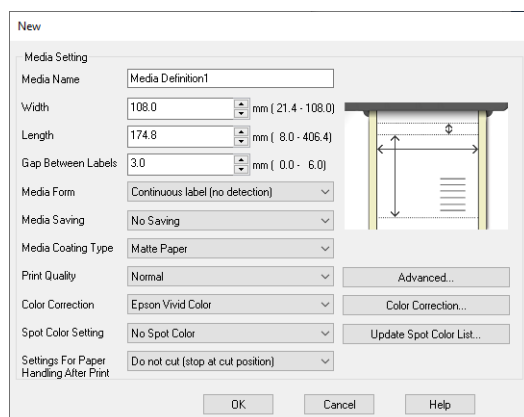 New
Media Setting
Media Name Media Definition1
Width 108.0 mm ( 21.4 - 108.0)
Length 174.8 mm ( 8.0 - 406.4)
Gap Between Labels 3.0 mm ( 0.0 - 6.0)
Media Form Continuous label (no detection)
Media Saving No Saving
Media Coating Type Matte Paper
Print Quality Normal Advanced...
Color Correction Epson Vivid Color Color Correction...
Spot Color Setting No Spot Color Update Spot Color List...
Settings For Paper
Handling After Print Do not cut (stop at cut position)
OK Cancel Help